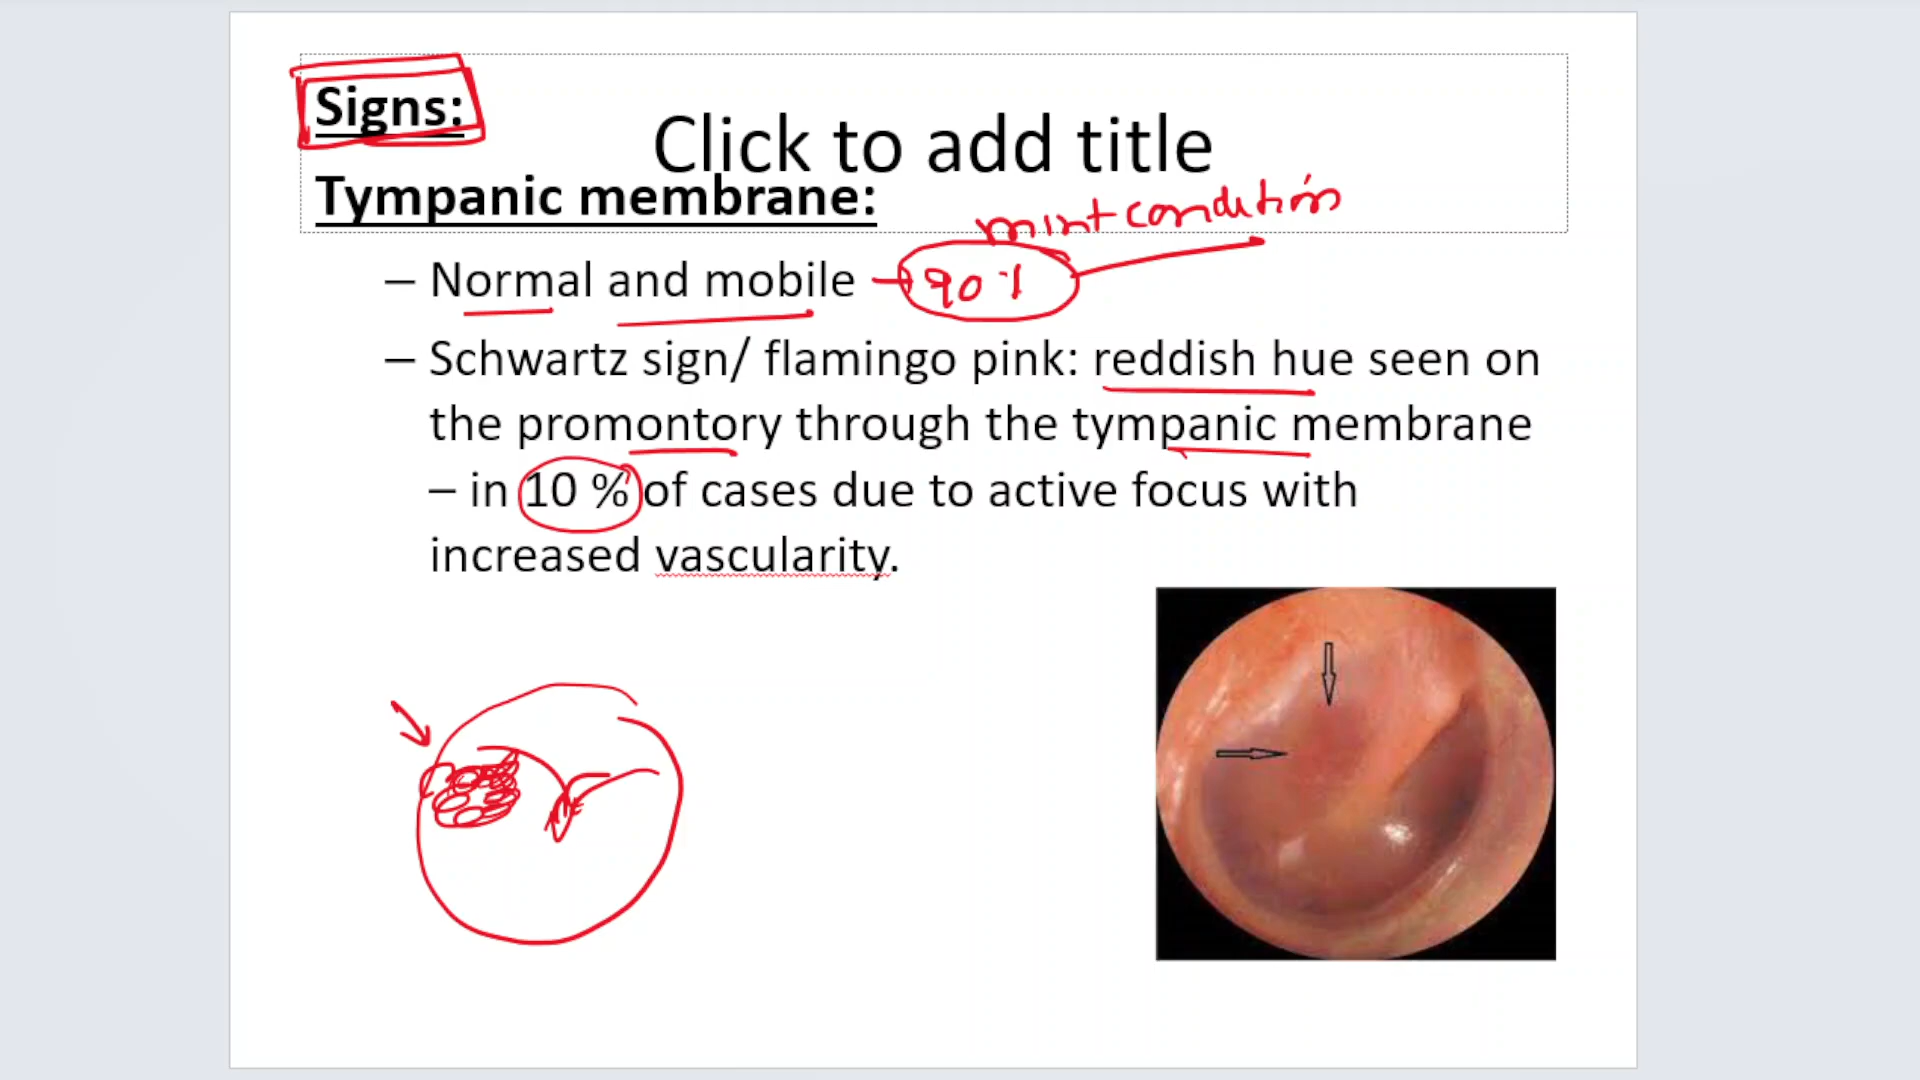 Signs:
Click to add title
Tympanic membrane:
mint condition
– Normal and mobile → 90 %
– Schwartz sign/ flamingo pink: reddish hue seen on
the promontory through the tympanic membrane
– in 10 % of cases due to active focus with
increased vascularity.